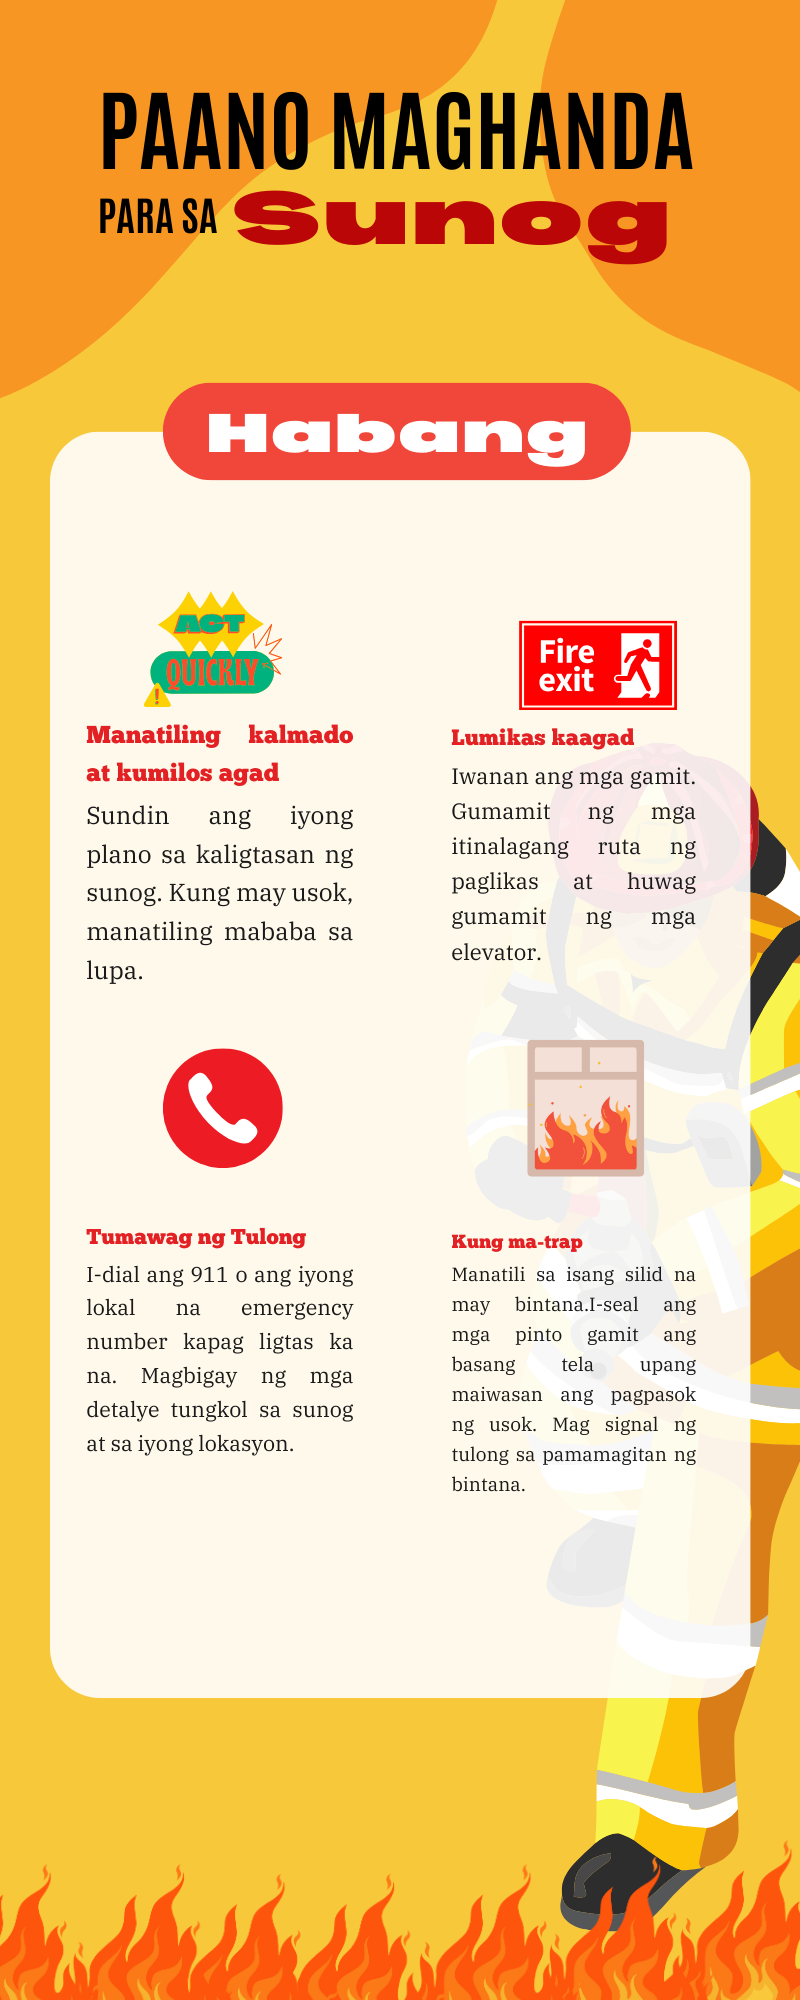 PAANO MAGHANDA
PARA SA Sunog
Habang
ACT
QUICKLY
!
Manatiling kalmado
at kumilos agad
Sundin ang iyong
plano sa kaligtasan ng
sunog. Kung may usok,
manatiling mababa sa
lupa.
Fire
exit
Lumikas kaagad
Iwanan ang mga gamit.
Gumamit ng mga
itinalagang ruta ng
paglikas at huwag
gumamit ng mga
elevator.
Tumawag ng Tulong
I-dial ang 911 o ang iyong
lokal na emergency
number kapag ligtas ka
na. Magbigay ng mga
detalye tungkol sa sunog
at sa iyong lokasyon.
Kung ma-trap
Manatili sa isang silid na
may bintana.I-seal ang
mga pinto gamit ang
basang tela upang
maiwasan ang pagpasok
ng usok. Mag signal ng
tulong sa pamamagitan ng
bintana.